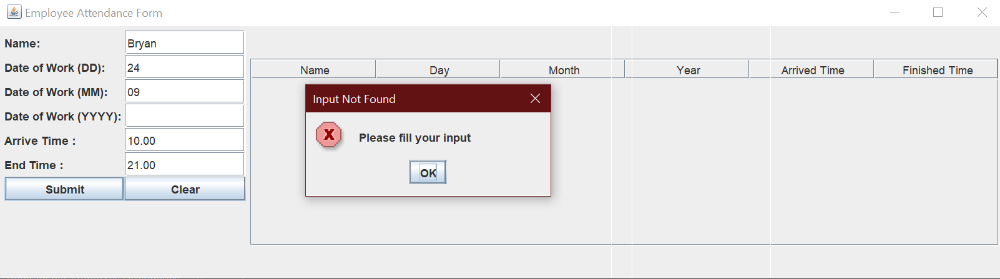 Employee Attendance Form
Name: Bryan
Date of Work (DD): 24
Date of Work (MM): 09
Date of Work (YYYY):
Arrive Time : 10.00
End Time : 21.00
Submit Clear
Name Day Month Year Arrived Time Finished Time
Input Not Found
X
Please fill your input
OK